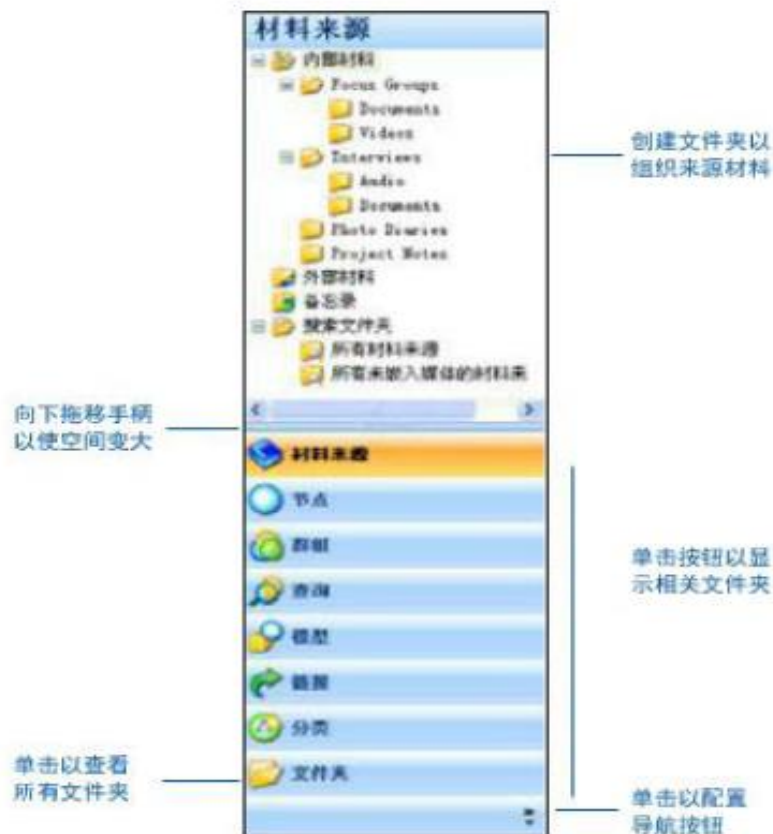 材料来源
内部材料
Focus Groups
Documents
Videos
Interviews
Audio
Documents
Photo Diaries
Project Notes
外部材料
备忘录
搜索文件夹
所有材料来源
所有未嵌入媒体的材料来
创建文件夹以
组织来源材料
向下拖移手柄
以使空间变大
材料来源
节点
群组
查询
模型
链接
分类
文件夹
单击按钮以显
示相关文件夹
单击以查看
所有文件夹
单击以配置
导航按钮